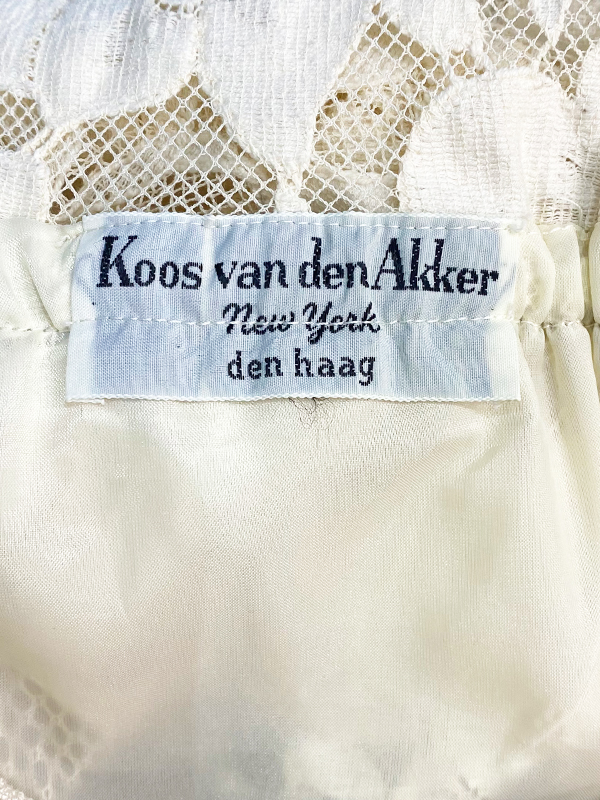 Koos van den Akker
New York
den haag